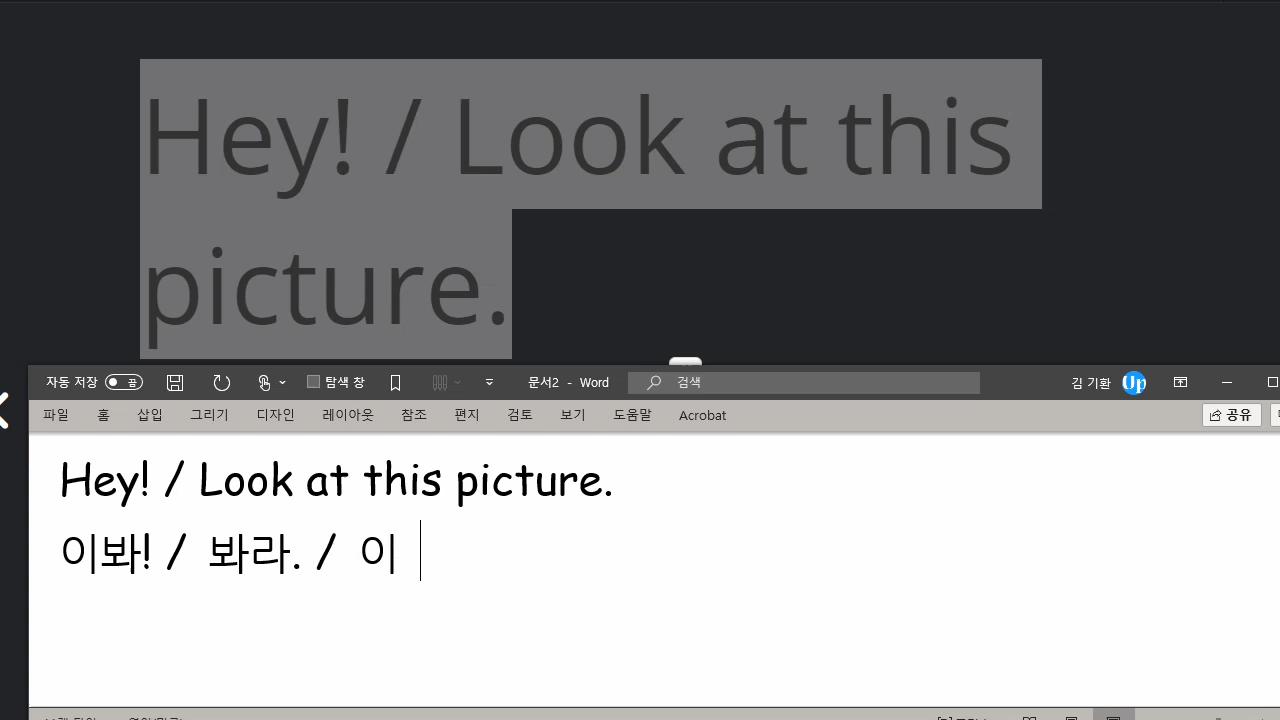 Hey! / Look at this
picture.
자동 저장 끔 탐색 창 문서2 - Word 검색 김 기환 Up
파일 홈 삽입 그리기 디자인 레이아웃 참조 편지 검토 보기 도움말 Acrobat 공유
Hey! / Look at this picture.
이봐! / 봐라. / 이